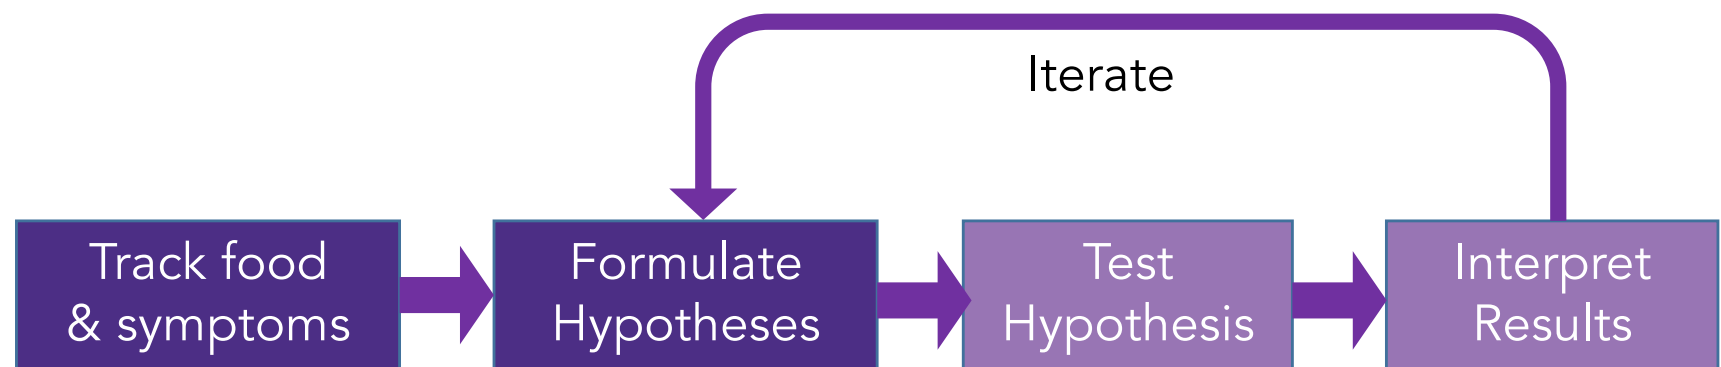 Iterate
Track food
& symptoms
Formulate
Hypotheses
Test
Hypothesis
Interpret
Results